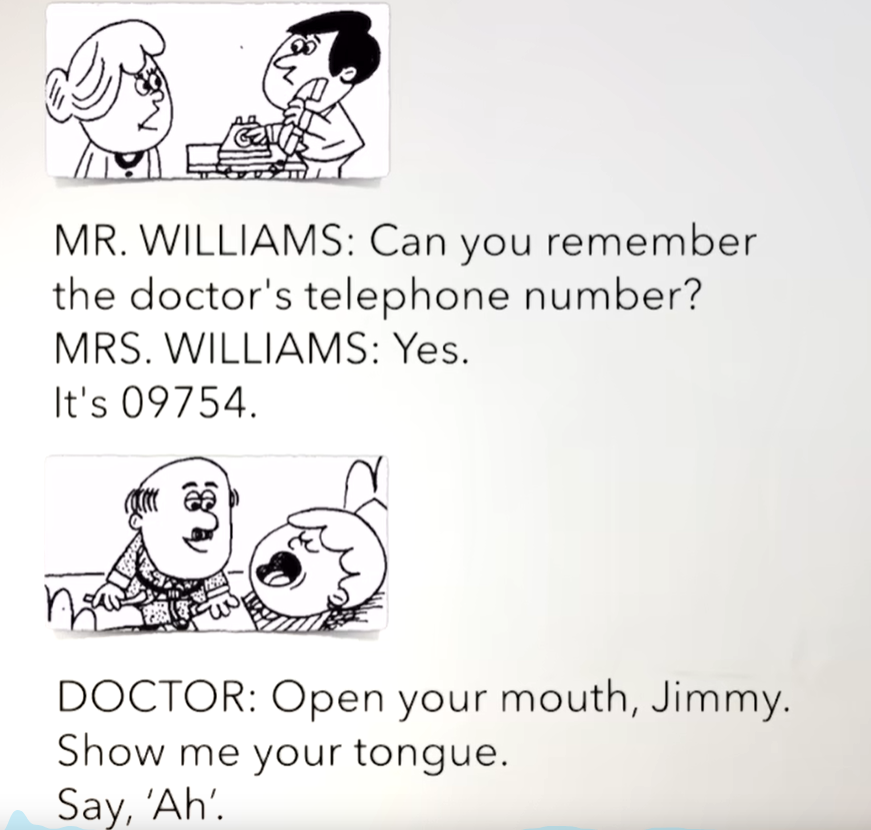 MR. WILLIAMS: Can you remember
the doctor's telephone number?
MRS. WILLIAMS: Yes.
It's 09754.
DOCTOR: Open your mouth, Jimmy.
Show me your tongue.
Say, ‘Ah’.